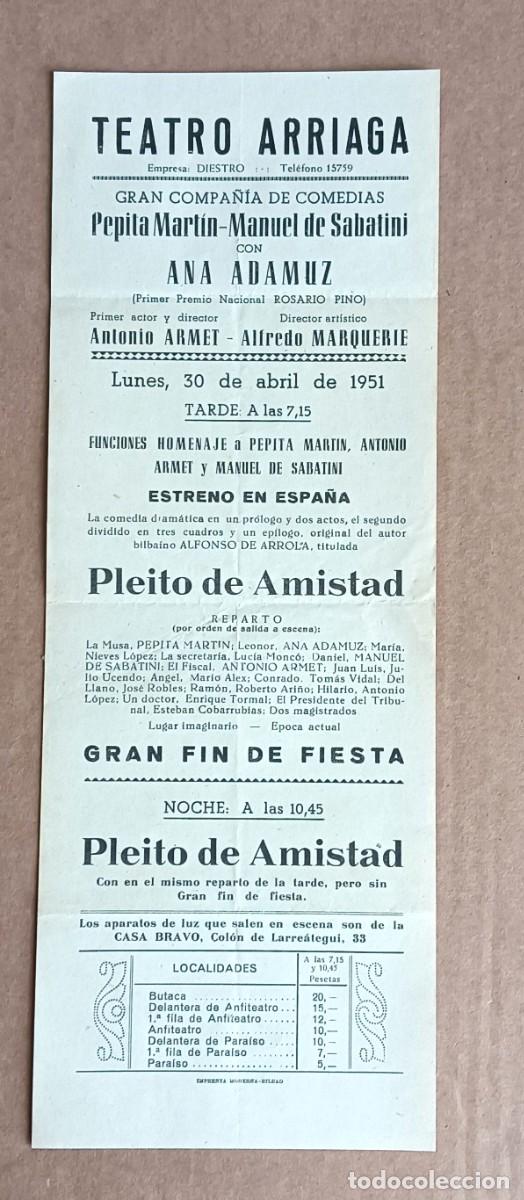 TEATRO ARRIAGA
Empresa: DIESTRO :-: Teléfono 15759
GRAN COMPAÑÍA DE COMEDIAS
Pepita Martín-Manuel de Sabatini
CON
ANA ADAMUZ
(Primer Premio Nacional ROSARIO PINO)
Primer actor y director Director artístico
Antonio ARMET - Alfredo MARQUERIE
Lunes, 30 de abril de 1951
TARDE: A las 7,15
FUNCIONES HOMENAJE a PEPITA MARTIN, ANTONIO
ARMET y MANUEL DE SABATINI
ESTRENO EN ESPAÑA
La comedia dramática en un prólogo y dos actos, el segundo
dividido en tres cuadros y un epílogo, original del autor
bilbaíno ALFONSO DE ARROLA, titulada
Pleito de Amistad
REPARTO
(por orden de salida a escena):
La Musa, PEPITA MARTIN; Leonor, ANA ADAMUZ; María,
Nieves López; La secretaria, Lucía Moncó; Daniel, MANUEL
DE SABATINI; El Fiscal, ANTONIO ARMET; Juan Luís, Ju-
lio Ucendo; Angel, Mario Alex; Conrado, Tomás Vidal; Del
Llano, José Robles; Ramón, Roberto Ariño; Hilario, Antonio
López; Un doctor, Enrique Tormal; El Presidente del Tribu-
nal, Esteban Cobarrubias; Dos magistrados
Lugar imaginario — Epoca actual
GRAN FIN DE FIESTA
NOCHE: A las 10,45
Pleito de Amistad
Con en el mismo reparto de la tarde, pero sin
Gran fin de fiesta.
Los aparatos de luz que salen en escena son de la
CASA BRAVO, Colón de Larreátegui, 33
LOCALIDADES A las 7,15 y 10,45 Pesetas
Butaca 20,—
Delantera de Anfiteatro 15,—
1.ª fila de Anfiteatro 12,—
Anfiteatro 10,—
Delantera de Paraíso 10,—
1.ª fila de Paraíso 7,—
Paraíso 5,—
IMPRENTA MODERNA-BILBAO
todocoleccion